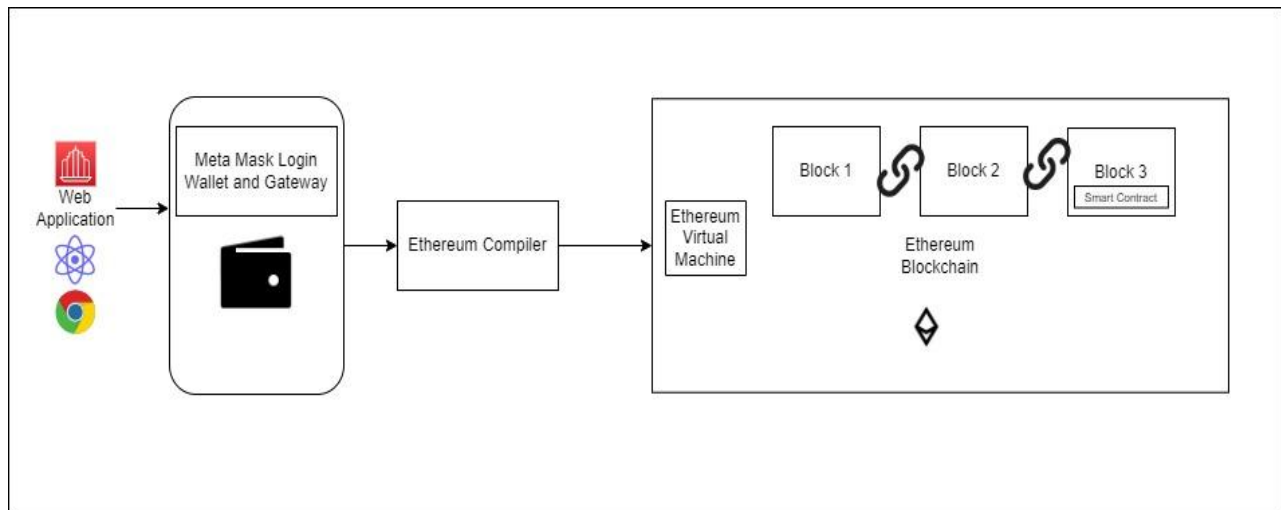 Web
Application
Meta Mask Login
Wallet and Gateway
Ethereum Compiler
Ethereum
Virtual
Machine
Block 1
Block 2
Block 3
Smart Contract
Ethereum
Blockchain